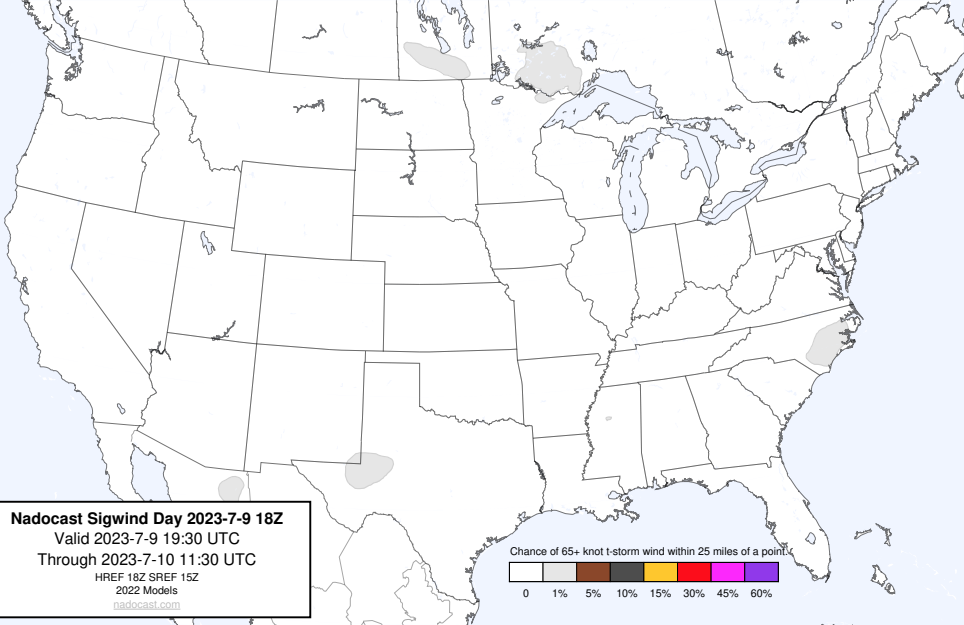 Nadocast Sigwind Day 2023-7-9 18Z
Valid 2023-7-9 19:30 UTC
Through 2023-7-10 11:30 UTC
HREF 18Z SREF 15Z
2022 Models
nadocast.com
Chance of 65+ knot t-storm wind within 25 miles of a point.
0 1% 5% 10% 15% 30% 45% 60%